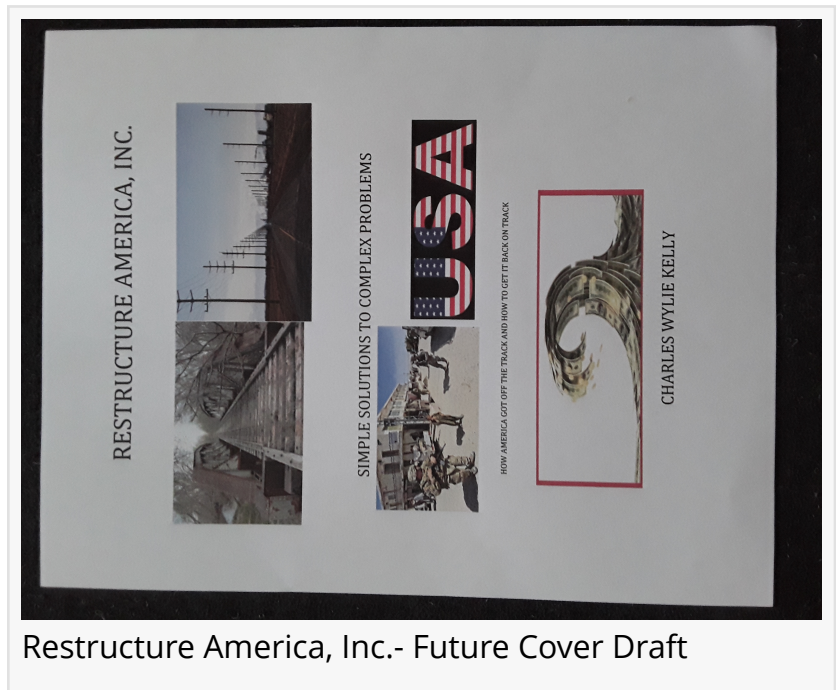 RESTRUCTURE AMERICA, INC.
SIMPLE SOLUTIONS TO COMPLEX PROBLEMS
USA
HOW AMERICA GOT OFF THE TRACK AND HOW TO GET IT BACK ON TRACK
CHARLES WYLIE KELLY
Restructure America, Inc.- Future Cover Draft